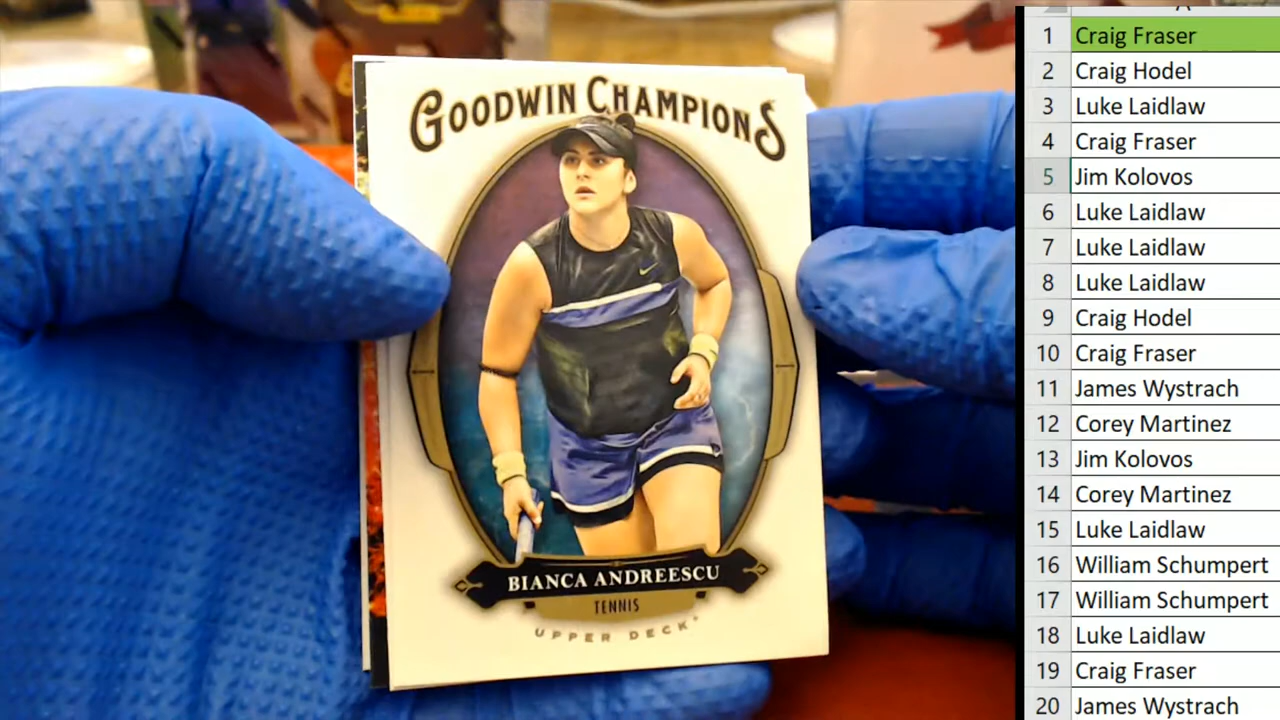 GOODWIN CHAMPIONS
BIANCA ANDREESCU
TENNIS
UPPER DECK
1 Craig Fraser
2 Craig Hodel
3 Luke Laidlaw
4 Craig Fraser
5 Jim Kolovos
6 Luke Laidlaw
7 Luke Laidlaw
8 Luke Laidlaw
9 Craig Hodel
10 Craig Fraser
11 James Wystrach
12 Corey Martinez
13 Jim Kolovos
14 Corey Martinez
15 Luke Laidlaw
16 William Schumpert
17 William Schumpert
18 Luke Laidlaw
19 Craig Fraser
20 James Wystrach